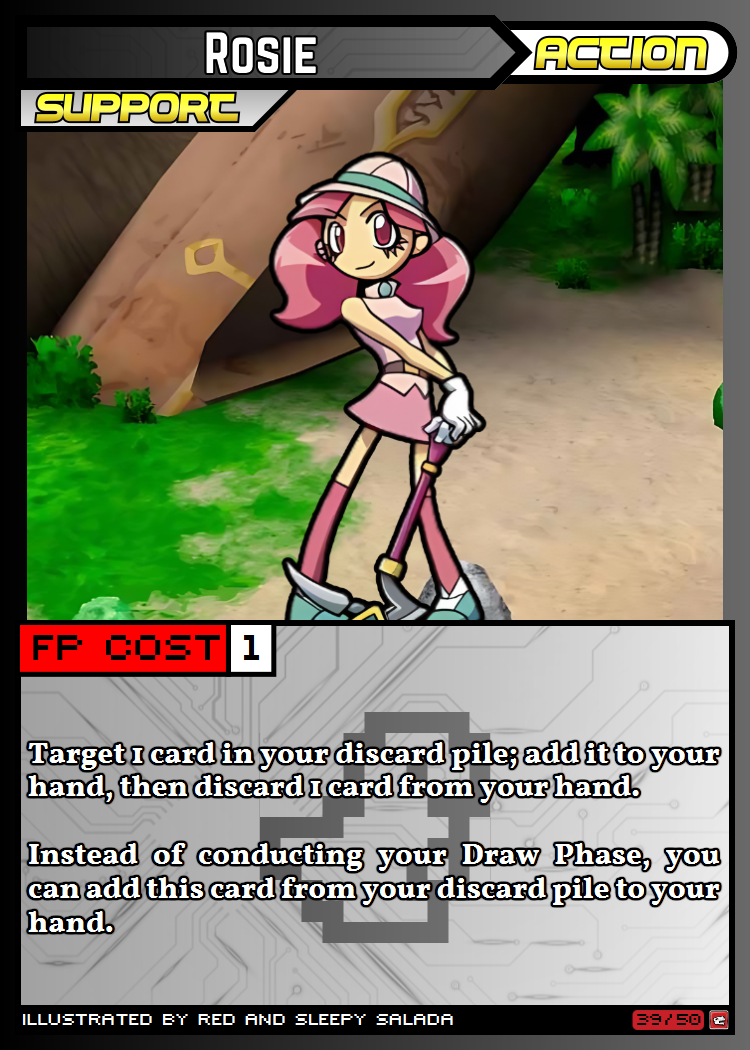 Rosie
ACTION
SUPPORT
FP COST 1
Target 1 card in your discard pile; add it to your
hand, then discard 1 card from your hand.
Instead of conducting your Draw Phase, you
can add this card from your discard pile to your
hand.
ILLUSTRATED BY RED AND SLEEPY SALADA
39/50